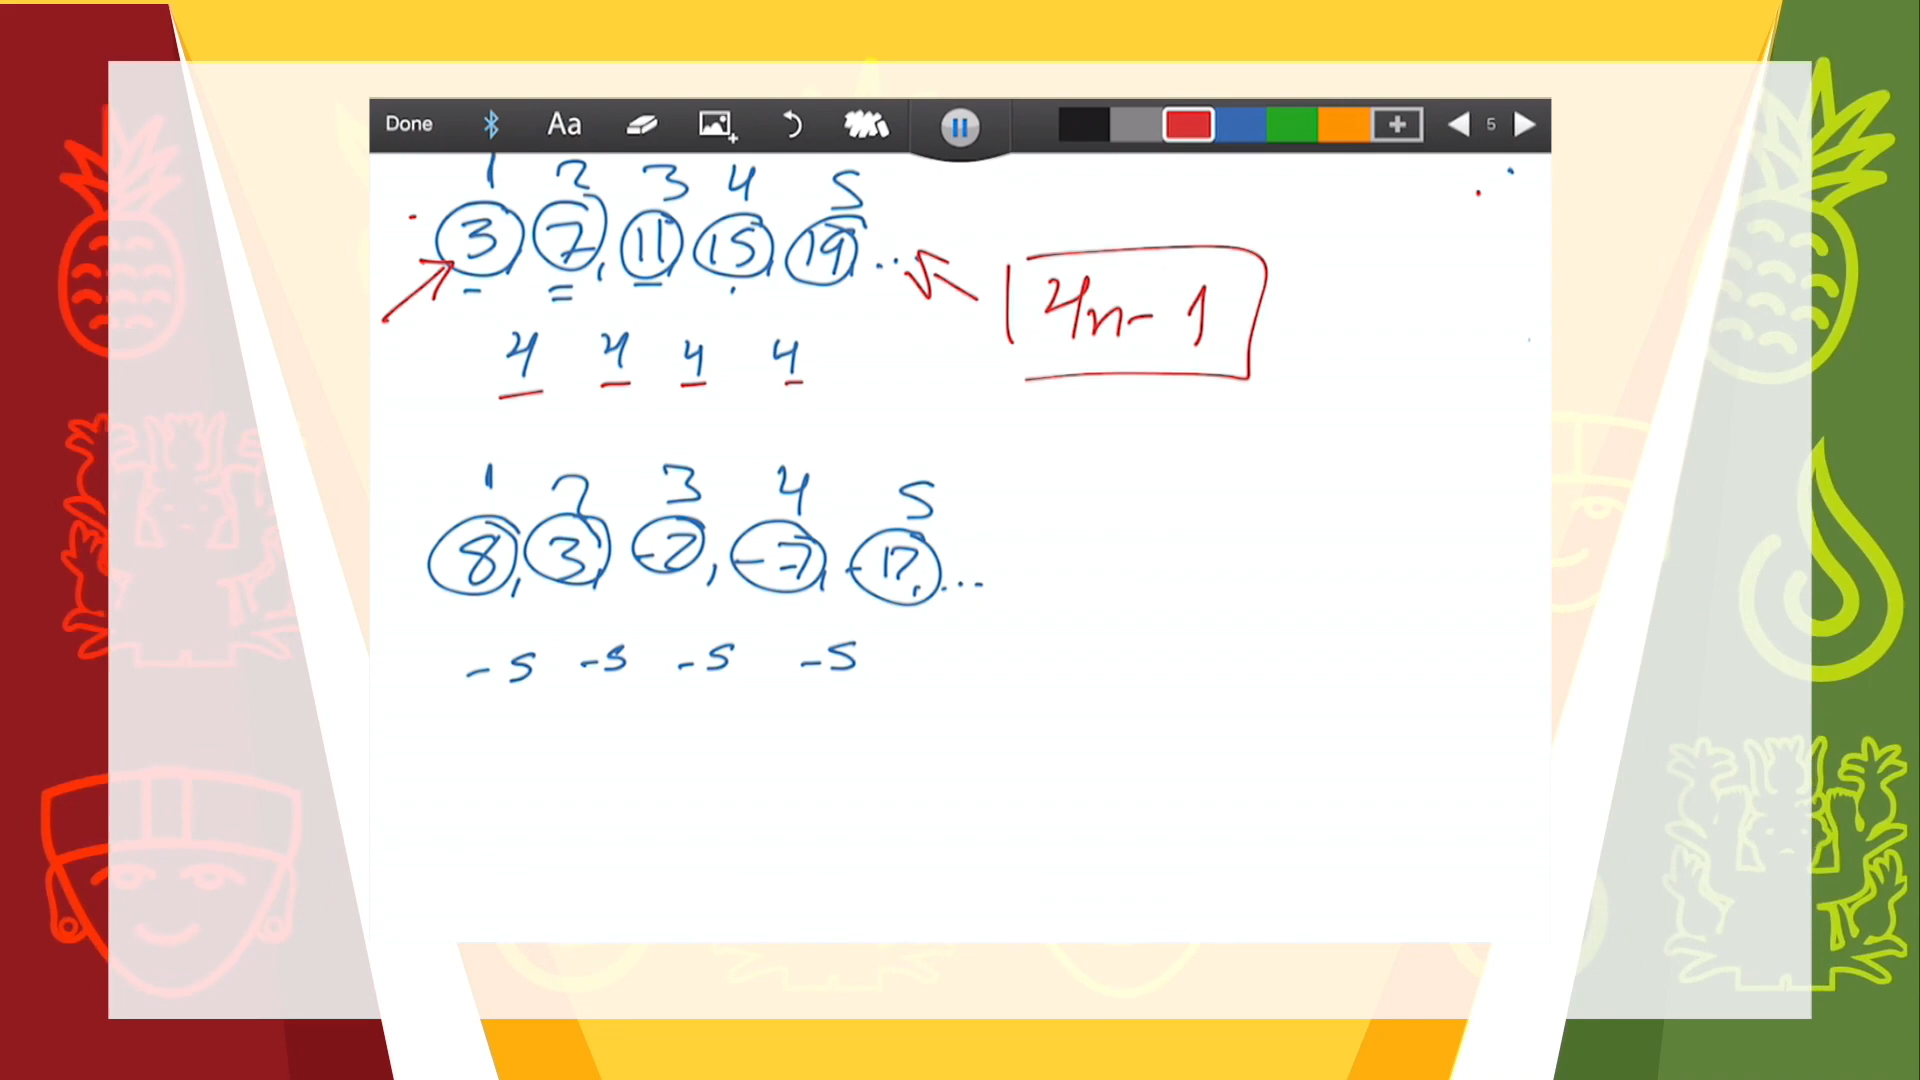 Done Aa 5
1 2 3 4 5
3, 7, 11, 15, 19...
4n-1
4 4 4 4
1 2 3 4 5
8, 3, -2, -7, -17, ...
-5 -5 -5 -5